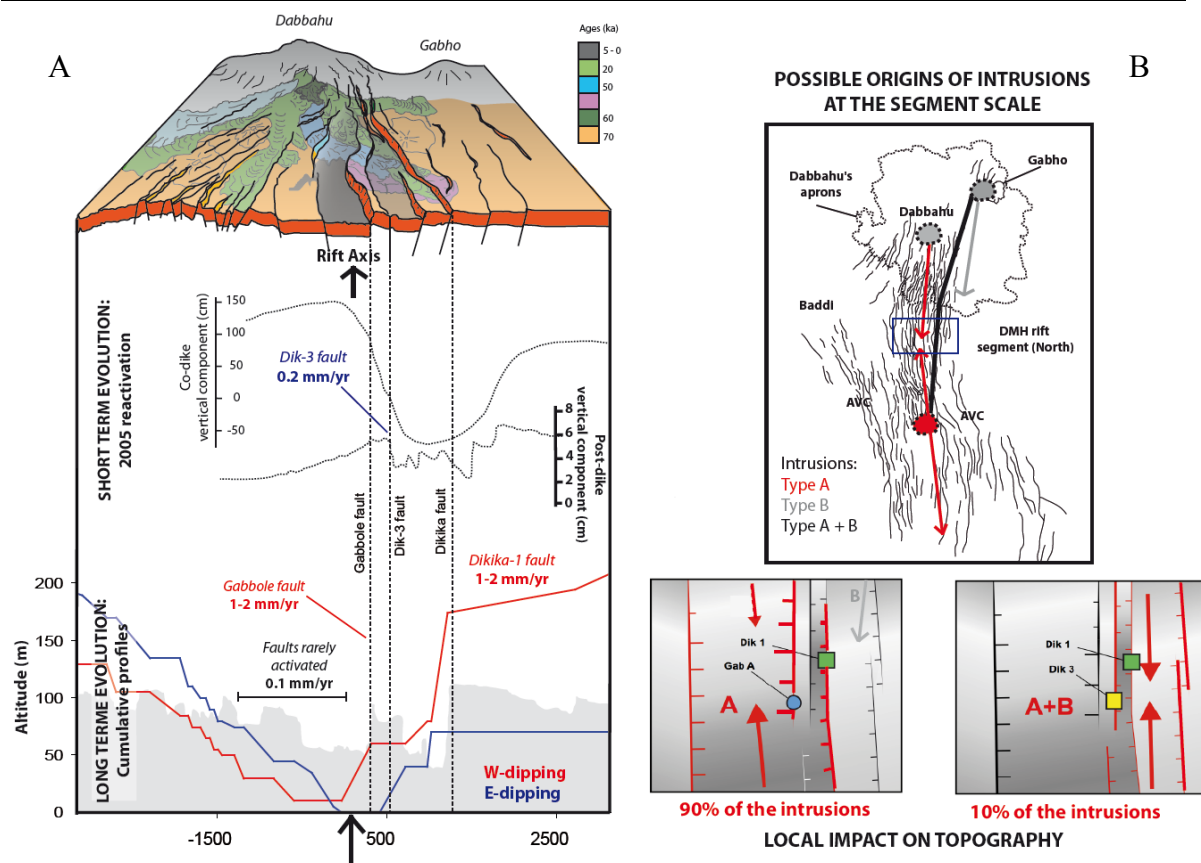 A
Dabbahu
Gabho
Ages (ka)
5 - 0
20
50
60
70
Rift Axis
SHORT TERM EVOLUTION:
2005 reactivation
Co-dike
vertical component (cm)
150
100
50
0
-50
Dik-3 fault
0.2 mm/yr
8
6
4
2
0
Post-dike
vertical component (cm)
Gabbole fault
Dik-3 fault
Dikika fault
LONG TERME EVOLUTION:
Cumulative profiles
Altitude (m)
200
150
100
50
0
Gabbole fault
1-2 mm/yr
Dikika-1 fault
1-2 mm/yr
Faults rarely
activated
0.1 mm/yr
W-dipping
E-dipping
-1500
500
2500
B
POSSIBLE ORIGINS OF INTRUSIONS
AT THE SEGMENT SCALE
Gabho
Dabbahu's
aprons
Dabbahu
BaddI
DMH rift
segment (North)
AVC
AVC
Intrusions:
Type A
Type B
Type A + B
B
Dik 1
Gab A
A
90% of the intrusions
Dik 1
Dik 3
A+B
10% of the intrusions
LOCAL IMPACT ON TOPOGRAPHY